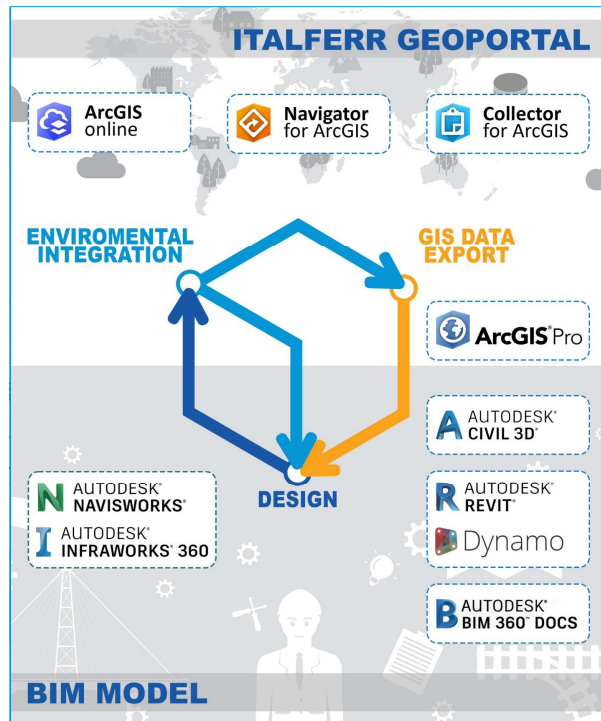 ITALFERR GEOPORTAL
ArcGIS
online
Navigator
for ArcGIS
Collector
for ArcGIS
ENVIROMENTAL
INTEGRATION
GIS DATA
EXPORT
ArcGIS® Pro
A AUTODESK®
CIVIL 3D®
DESIGN
N AUTODESK®
NAVISWORKS®
I AUTODESK®
INFRAWORKS® 360
R AUTODESK®
REVIT®
Dynamo
B AUTODESK®
BIM 360™ DOCS
BIM MODEL